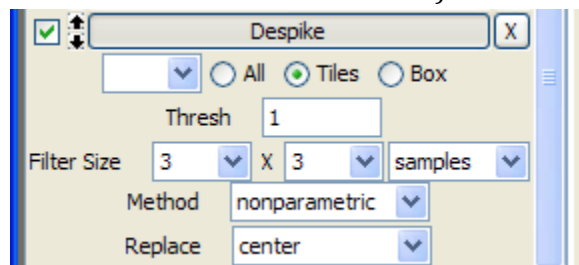 Despike X
All Tiles Box
Thresh 1
Filter Size 3 X 3 samples
Method nonparametric
Replace center